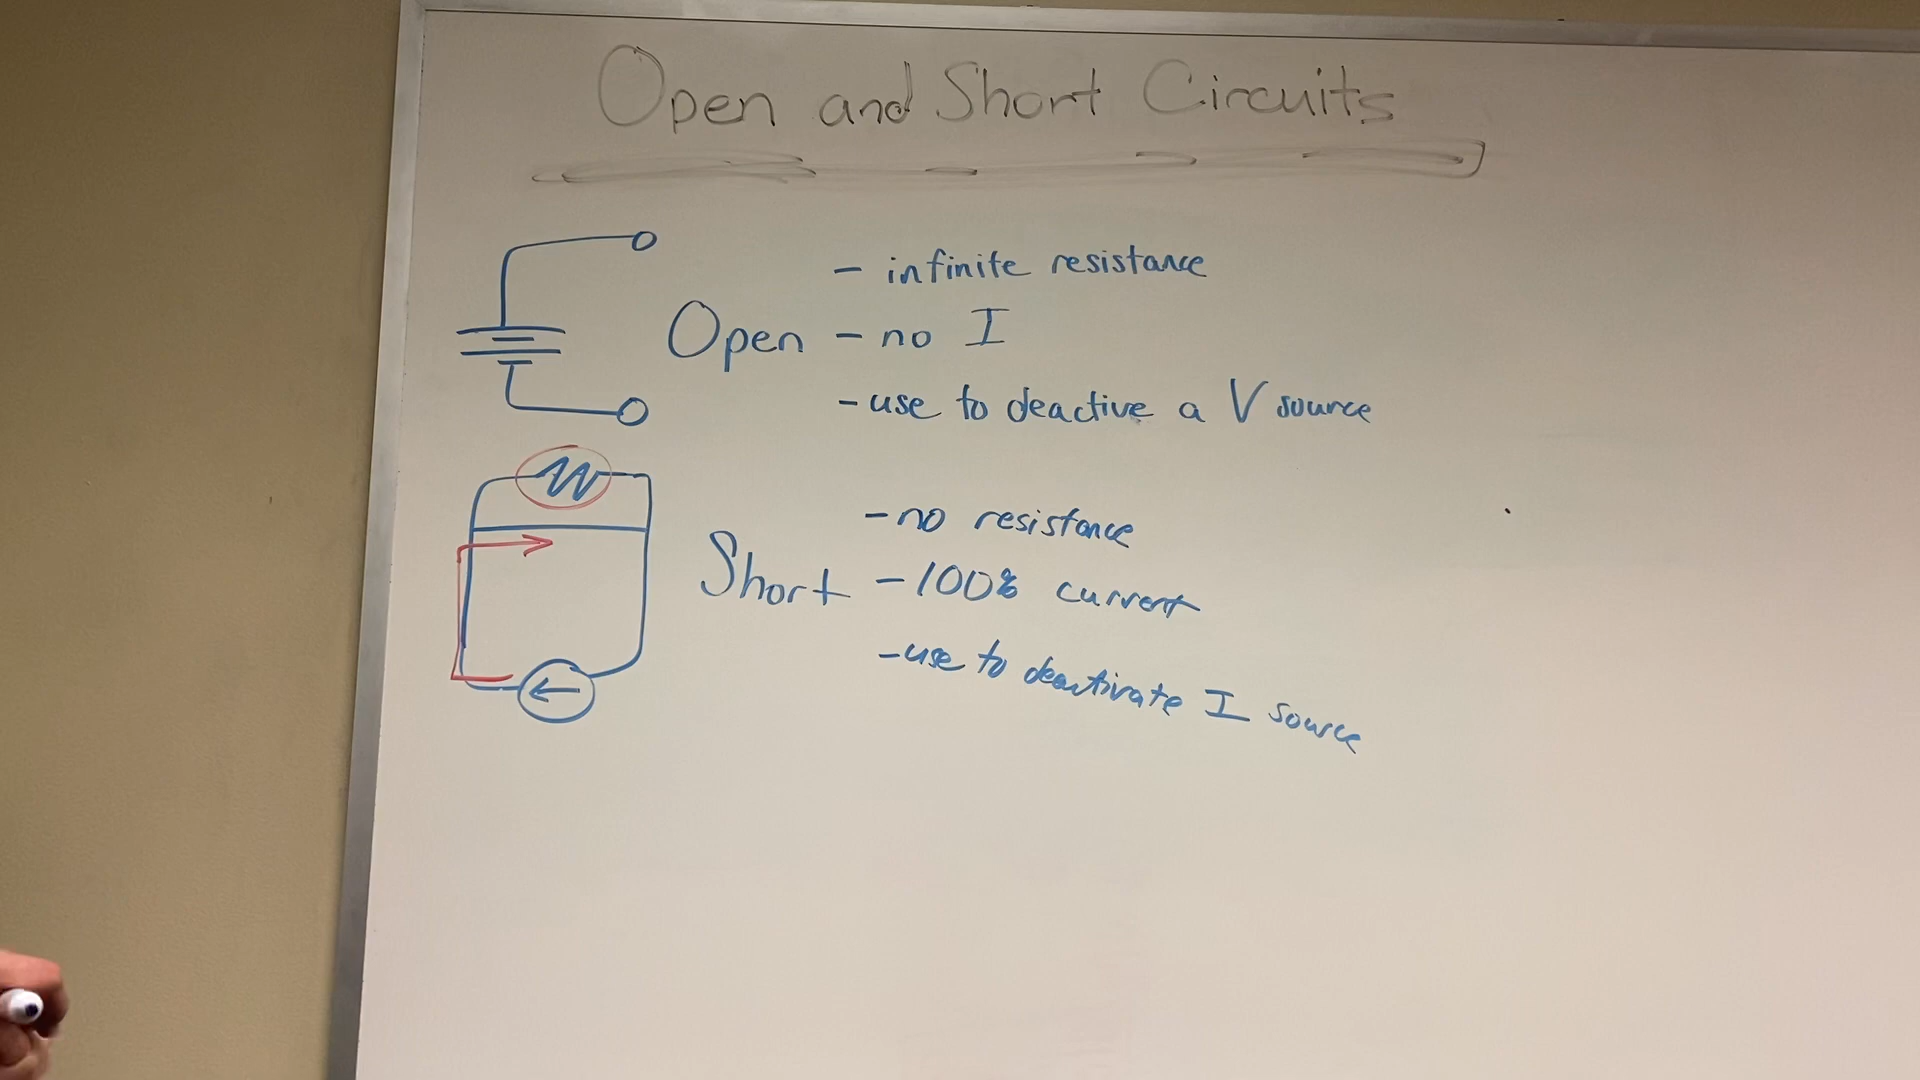 Open and Short Circuits
- infinite resistance
Open - no I
- use to deactive a V source
- no resistance
Short - 100% current
- use to deactivate I source